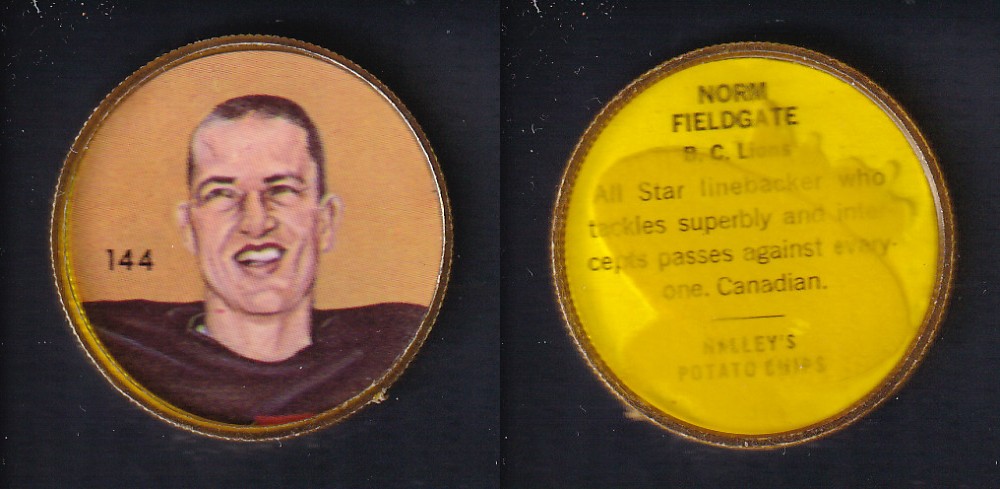 144
NORM
FIELDGATE
B. C. Lions
All Star linebacker who
tackles superbly and inter-
cepts passes against every-
one. Canadian.
NALLEY'S
POTATO CHIPS